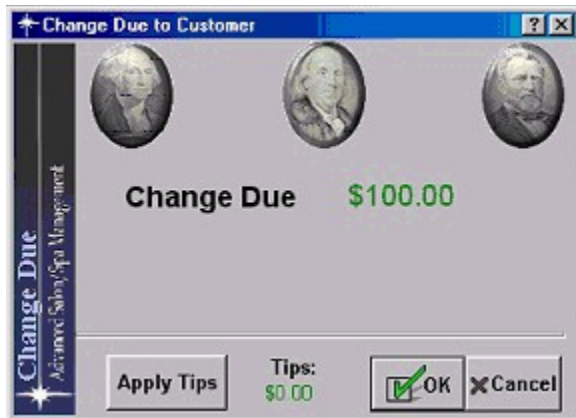 Change Due to Customer
Change Due
Advanced Salon/Spa Management
Change Due $100.00
Apply Tips
Tips:
$0.00
OK
Cancel